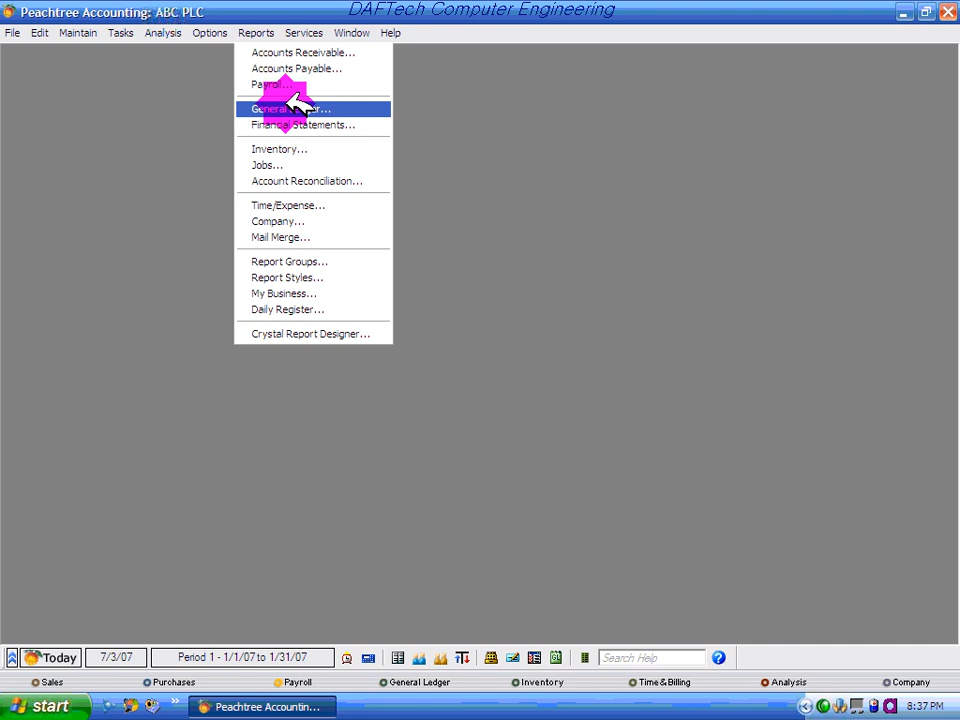 Peachtree Accounting: ABC PLC
DAFTech Computer Engineering
File Edit Maintain Tasks Analysis Options Reports Services Window Help
Accounts Receivable...
Accounts Payable...
Payroll...
General Ledger...
Financial Statements...
Inventory...
Jobs...
Account Reconciliation...
Time/Expense...
Company...
Mail Merge...
Report Groups...
Report Styles...
My Business...
Daily Register...
Crystal Report Designer...
Today 7/3/07 Period 1 - 1/1/07 to 1/31/07 Search Help
Sales Purchases Payroll General Ledger Inventory Time & Billing Analysis Company
start Peachtree Accountin... 8:37 PM